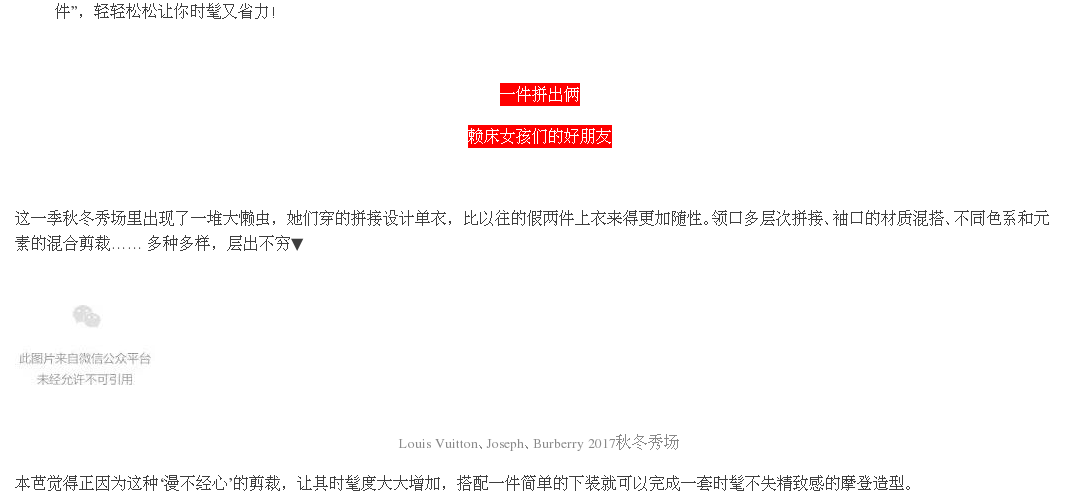 件”，轻轻松松让你时髦又省力！
一件拼出俩
赖床女孩们的好朋友
这一季秋冬秀场里出现了一堆大懒虫，她们穿的拼接设计单衣，比以往的假两件上衣来得更加随性。领口多层次拼接、袖口的材质混搭、不同色系和元
素的混合剪裁…… 多种多样，层出不穷▼
此图片来自微信公众平台
未经允许不可引用
Louis Vuitton、Joseph、Burberry 2017秋冬秀场
本芭觉得正因为这种‘漫不经心’的剪裁，让其时髦度大大增加，搭配一件简单的下装就可以完成一套时髦不失精致感的摩登造型。